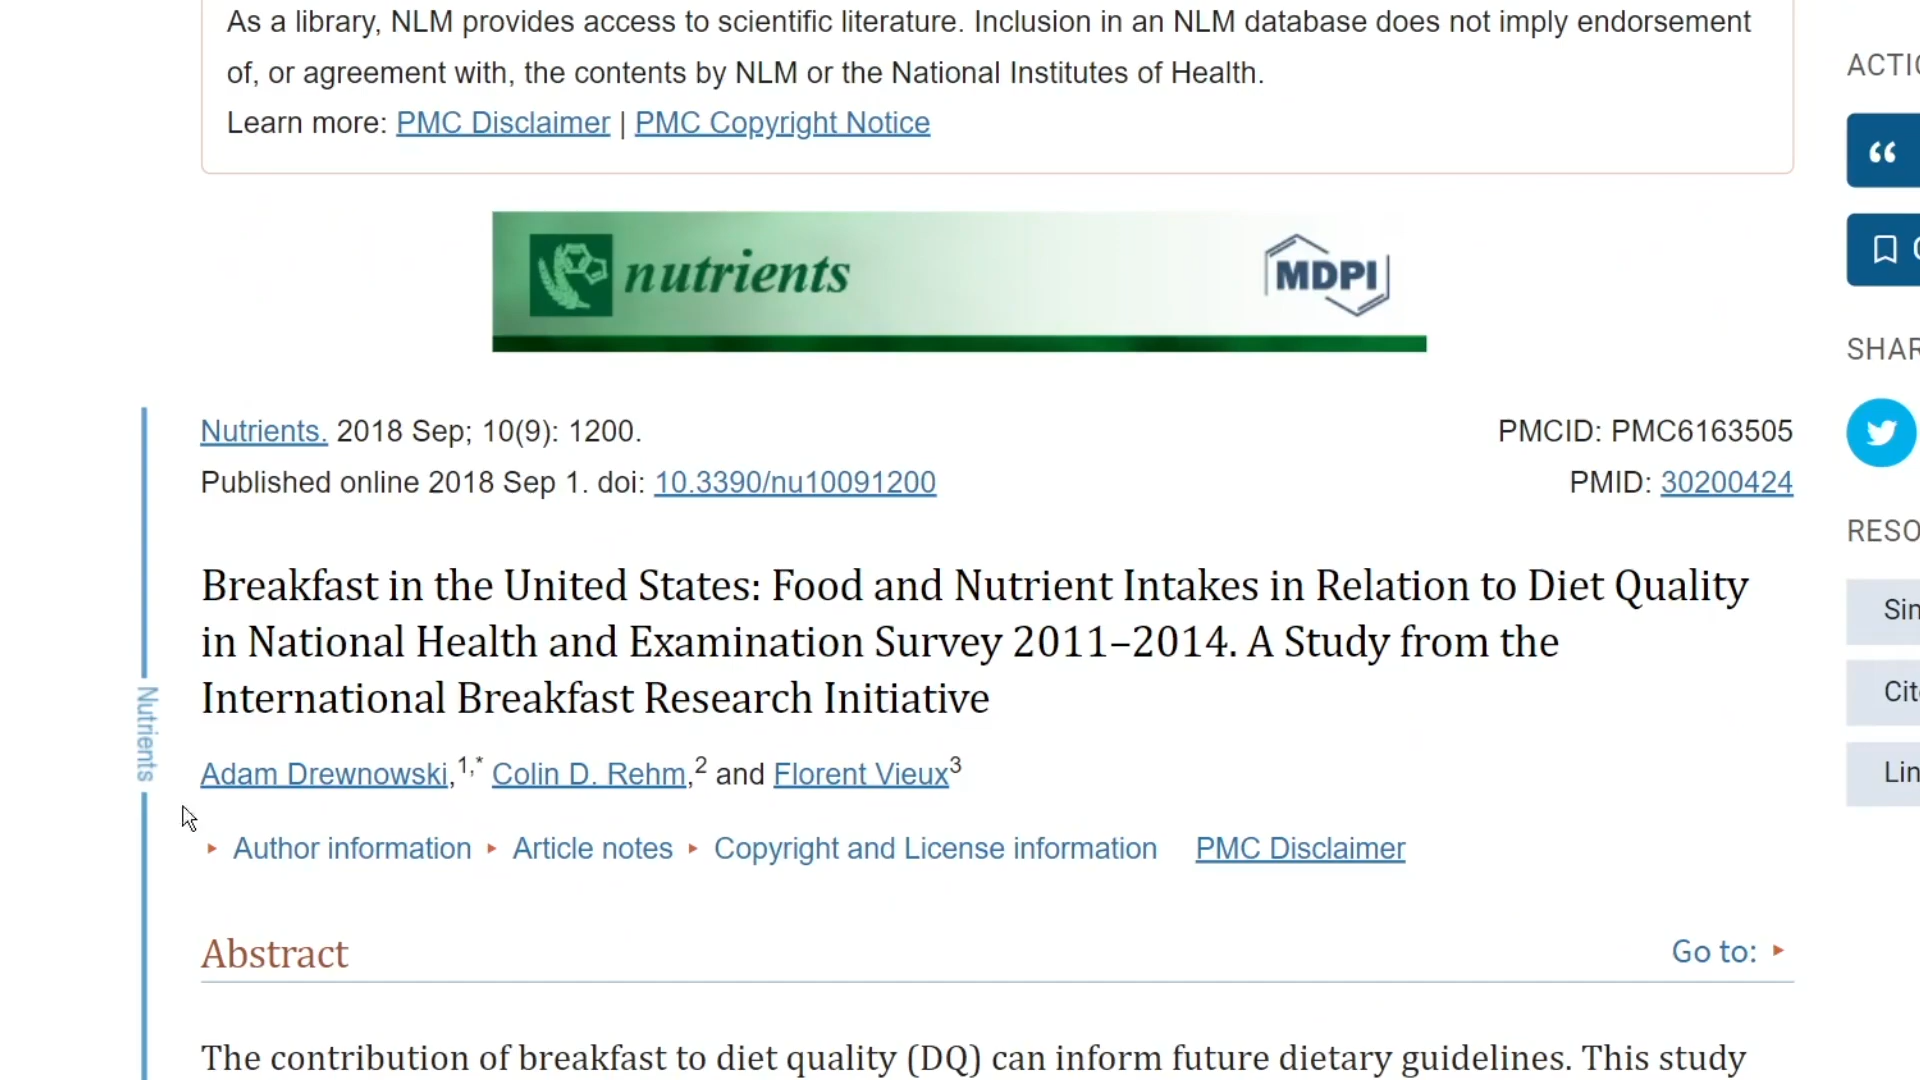 As a library, NLM provides access to scientific literature. Inclusion in an NLM database does not imply endorsement
of, or agreement with, the contents by NLM or the National Institutes of Health.
Learn more: PMC Disclaimer | PMC Copyright Notice
nutrients
MDPI
Nutrients. 2018 Sep; 10(9): 1200.
PMCID: PMC6163505
Published online 2018 Sep 1. doi: 10.3390/nu10091200
PMID: 30200424
Breakfast in the United States: Food and Nutrient Intakes in Relation to Diet Quality
in National Health and Examination Survey 2011–2014. A Study from the
International Breakfast Research Initiative
Adam Drewnowski,1,* Colin D. Rehm,2 and Florent Vieux3
Author information Article notes Copyright and License information PMC Disclaimer
Abstract
Go to:
The contribution of breakfast to diet quality (DQ) can inform future dietary guidelines. This study
Nutrients